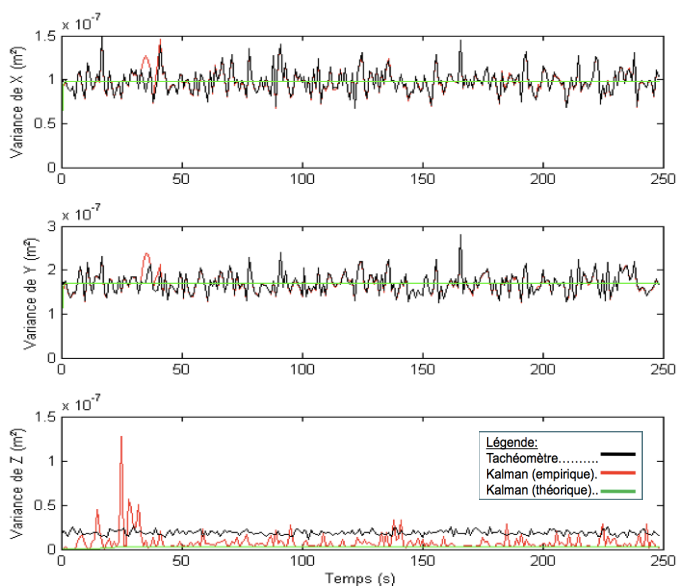 x 10⁻⁷
1.5
1
0.5
0
Variance de X (m²)
0 50 100 150 200 250
x 10⁻⁷
3
2
1
0
Variance de Y (m²)
0 50 100 150 200 250
x 10⁻⁷
1.5
1
0.5
0
Variance de Z (m²)
Légende:
Tachéomètre..........
Kalman (empirique).
Kalman (théorique)..
0 50 100 150 200 250
Temps (s)